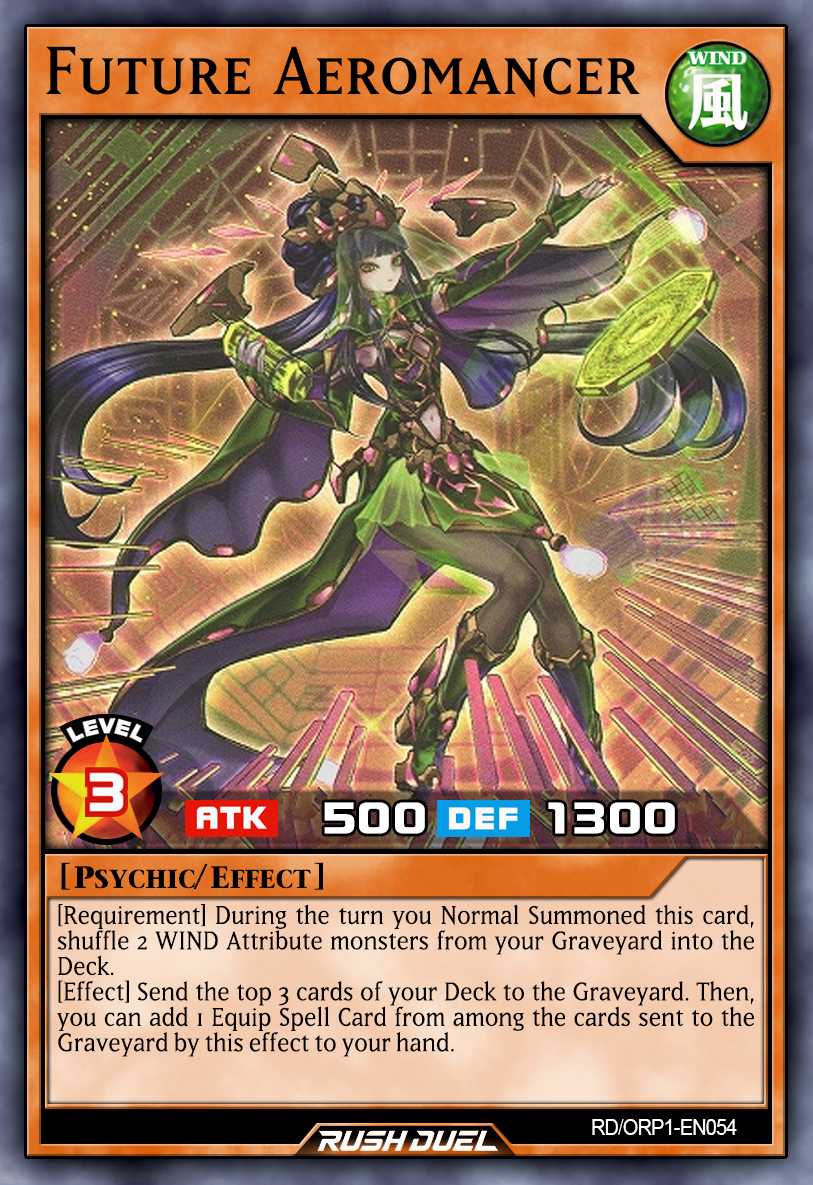 Future Aeromancer
WIND
風
LEVEL
3
ATK 500 DEF 1300
[Psychic/Effect]
[Requirement] During the turn you Normal Summoned this card,
shuffle 2 WIND Attribute monsters from your Graveyard into the
Deck.
[Effect] Send the top 3 cards of your Deck to the Graveyard. Then,
you can add 1 Equip Spell Card from among the cards sent to the
Graveyard by this effect to your hand.
RD/ORP1-EN054
RUSH DUEL